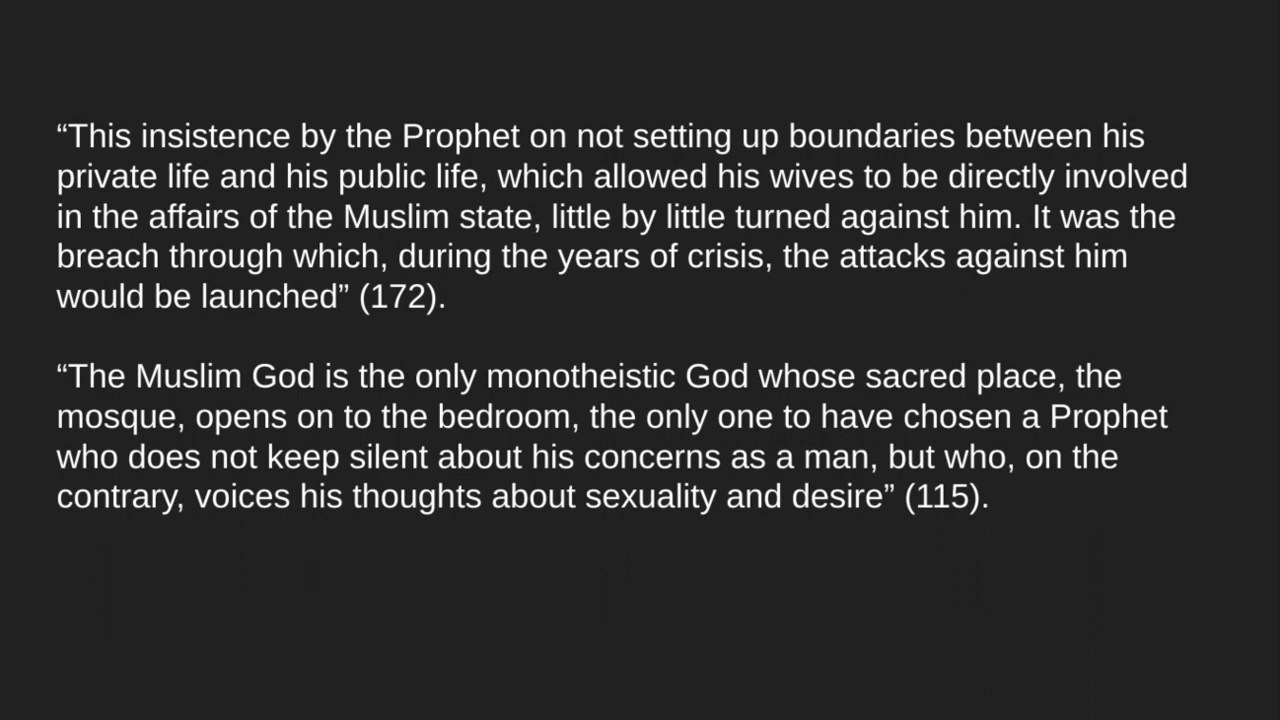 “This insistence by the Prophet on not setting up boundaries between his
private life and his public life, which allowed his wives to be directly involved
in the affairs of the Muslim state, little by little turned against him. It was the
breach through which, during the years of crisis, the attacks against him
would be launched” (172).
“The Muslim God is the only monotheistic God whose sacred place, the
mosque, opens on to the bedroom, the only one to have chosen a Prophet
who does not keep silent about his concerns as a man, but who, on the
contrary, voices his thoughts about sexuality and desire” (115).